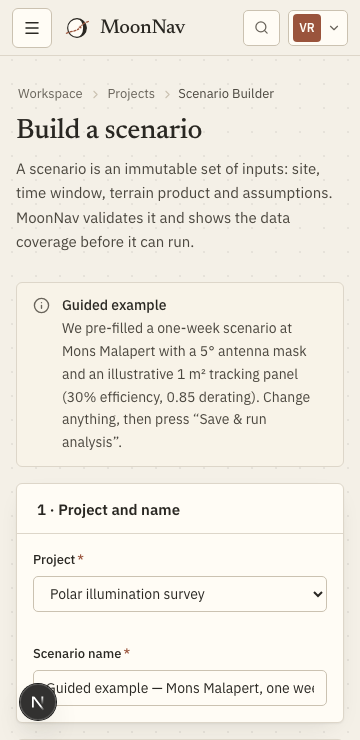 MoonNav
VR
Workspace
Projects
Scenario Builder
Build a scenario
A scenario is an immutable set of inputs: site,
time window, terrain product and assumptions.
MoonNav validates it and shows the data
coverage before it can run.
Guided example
We pre-filled a one-week scenario at
Mons Malapert with a 5° antenna mask
and an illustrative 1 m² tracking panel
(30% efficiency, 0.85 derating). Change
anything, then press “Save & run
analysis”.
1 · Project and name
Project *
Polar illumination survey
Scenario name *
Guided example — Mons Malapert, one wee
N